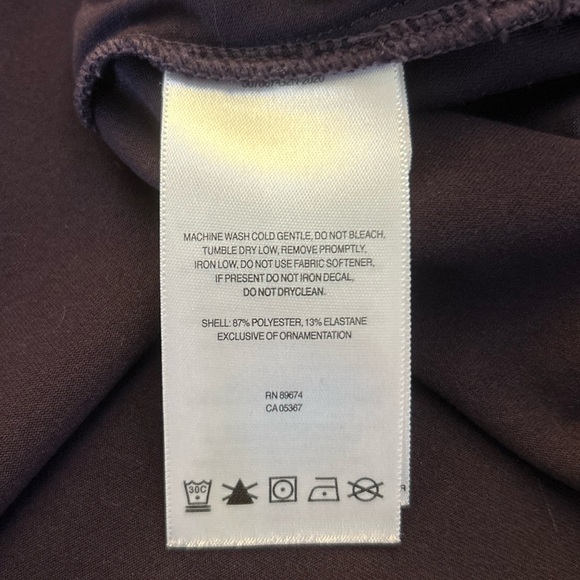 MACHINE WASH COLD GENTLE, DO NOT BLEACH.
TUMBLE DRY LOW, REMOVE PROMPTLY,
IRON LOW. DO NOT USE FABRIC SOFTENER,
IF PRESENT DO NOT IRON DECAL,
DO NOT DRYCLEAN.
SHELL: 87% POLYESTER, 13% ELASTANE
EXCLUSIVE OF ORNAMENTATION
RN 89674
CA 05367
30C